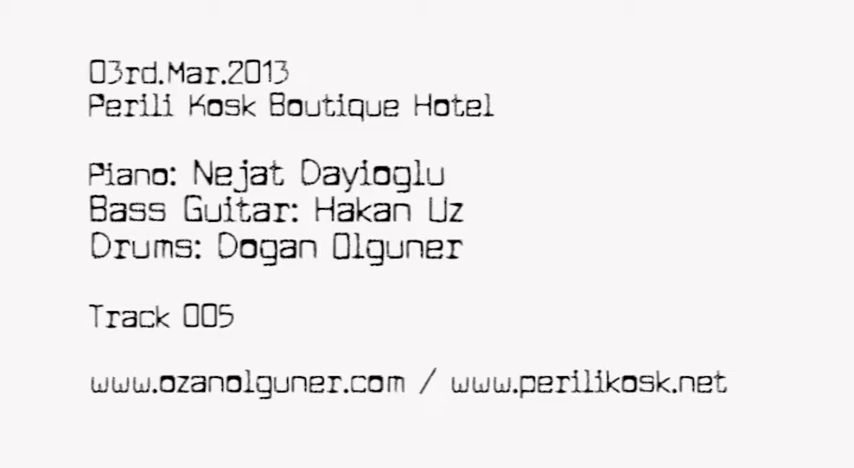 03rd.Mar.2013
Perili Kosk Boutique Hotel
Piano: Nejat Dayioglu
Bass Guitar: Hakan Uz
Drums: Dogan Olguner
Track 005
www.ozanolguner.com / www.perilikosk.net